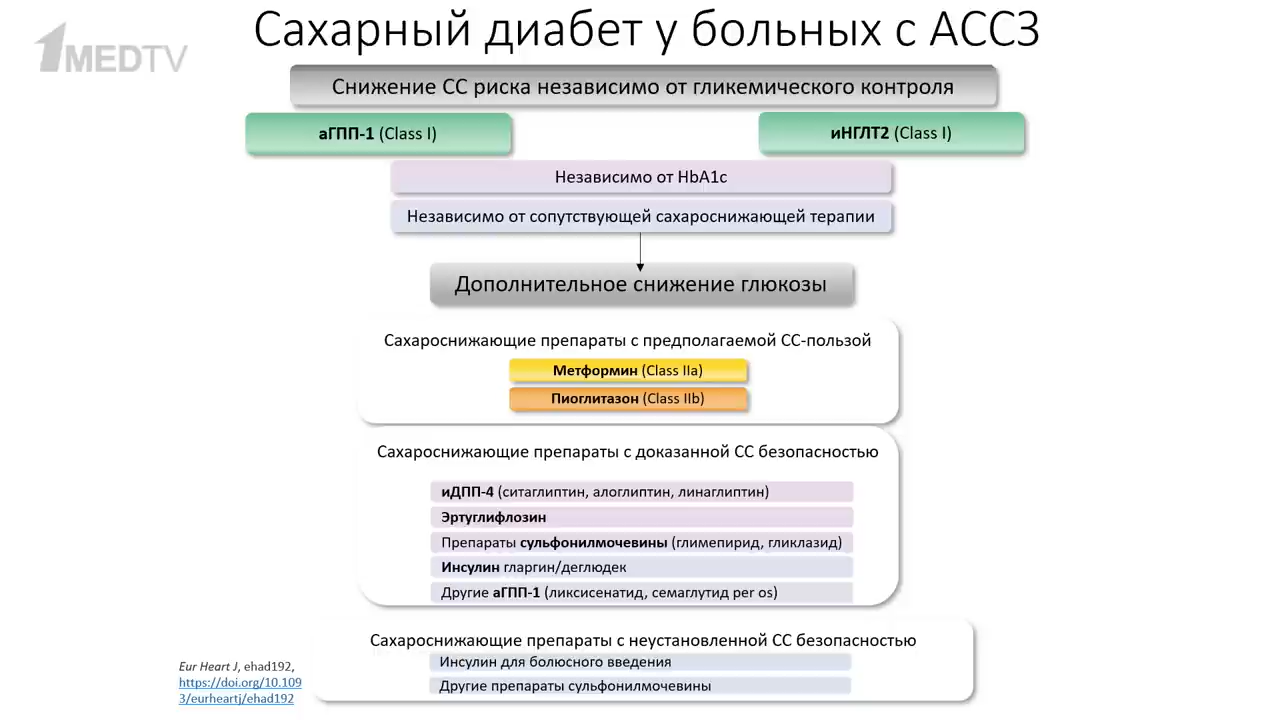 Сахарный диабет у больных с АССЗ
1MEDTV
Снижение СС риска независимо от гликемического контроля
аГПП-1 (Class I)
иНГЛТ2 (Class I)
Независимо от HbA1c
Независимо от сопутствующей сахароснижающей терапии
Дополнительное снижение глюкозы
Сахароснижающие препараты с предполагаемой СС-пользой
Метформин (Class IIa)
Пиоглитазон (Class IIb)
Сахароснижающие препараты с доказанной СС безопасностью
иДПП-4 (ситаглиптин, алоглиптин, линаглиптин)
Эртуглифлозин
Препараты сульфонилмочевины (глимепирид, гликлазид)
Инсулин гларгин/деглюдек
Другие аГПП-1 (ликсисенатид, семаглутид per os)
Сахароснижающие препараты с неустановленной СС безопасностью
Инсулин для болюсного введения
Другие препараты сульфонилмочевины
Eur Heart J, ehad192,
https://doi.org/10.109
3/eurheartj/ehad192